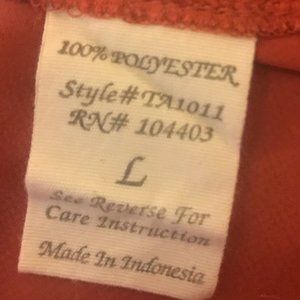 100% POLYESTER
Style# TA1011
RN# 104403
L
See Reverse For
Care Instruction
Made In Indonesia